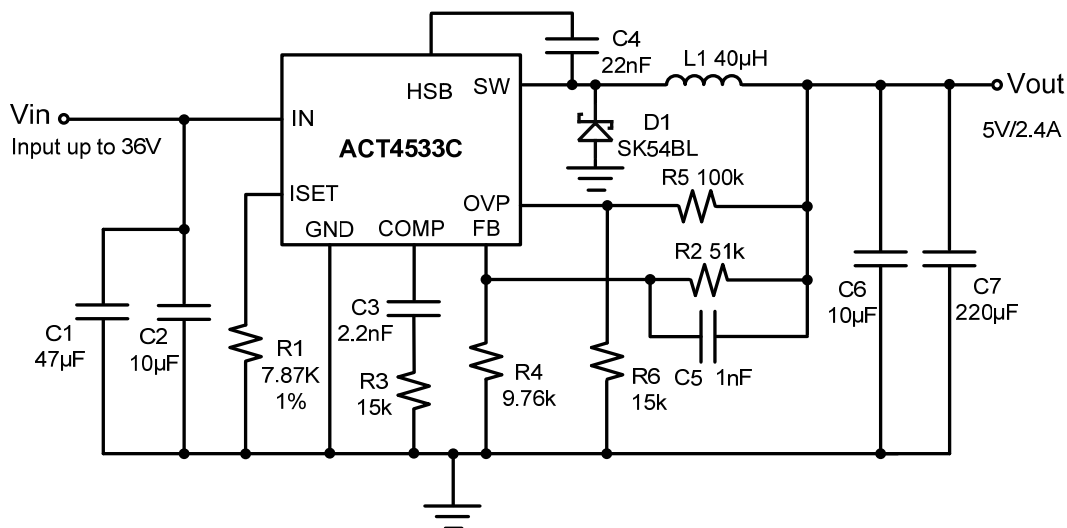 C4
22nF
L1 40µH
HSB
SW
Vin
Vout
IN
Input up to 36V
ACT4533C
D1
SK54BL
5V/2.4A
R5 100k
ISET
OVP
GND
COMP
FB
R2 51k
C1
47µF
C2
10µF
R1
7.87K
1%
C3
2.2nF
R3
15k
R4
9.76k
C5
1nF
R6
15k
C6
10µF
C7
220µF